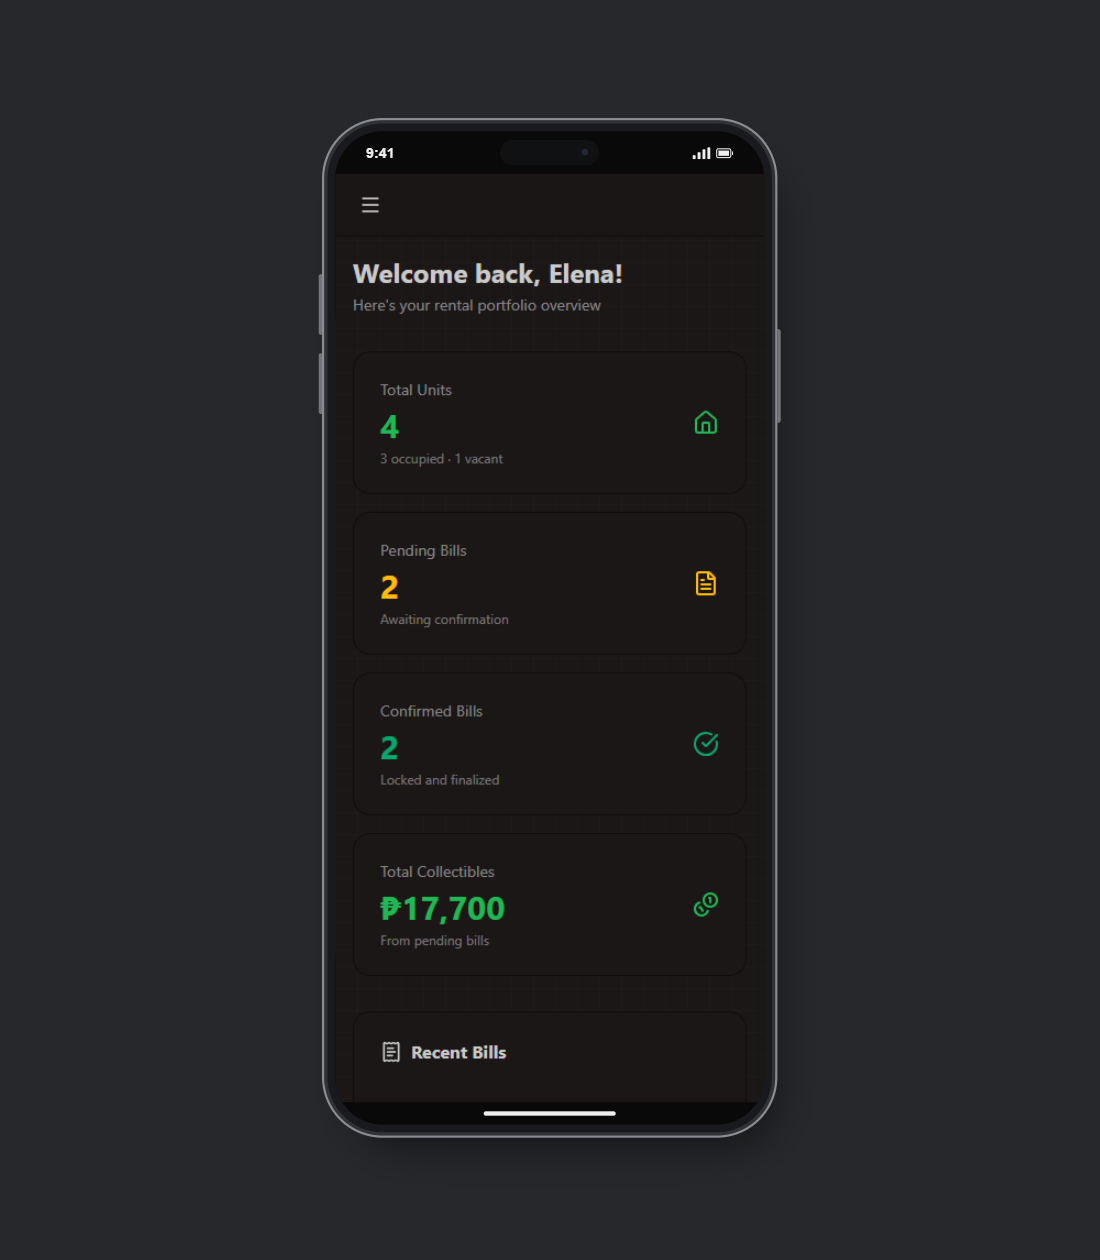 9:41
Welcome back, Elena!
Here's your rental portfolio overview
Total Units
4
3 occupied · 1 vacant
Pending Bills
2
Awaiting confirmation
Confirmed Bills
2
Locked and finalized
Total Collectibles
₱17,700
From pending bills
Recent Bills